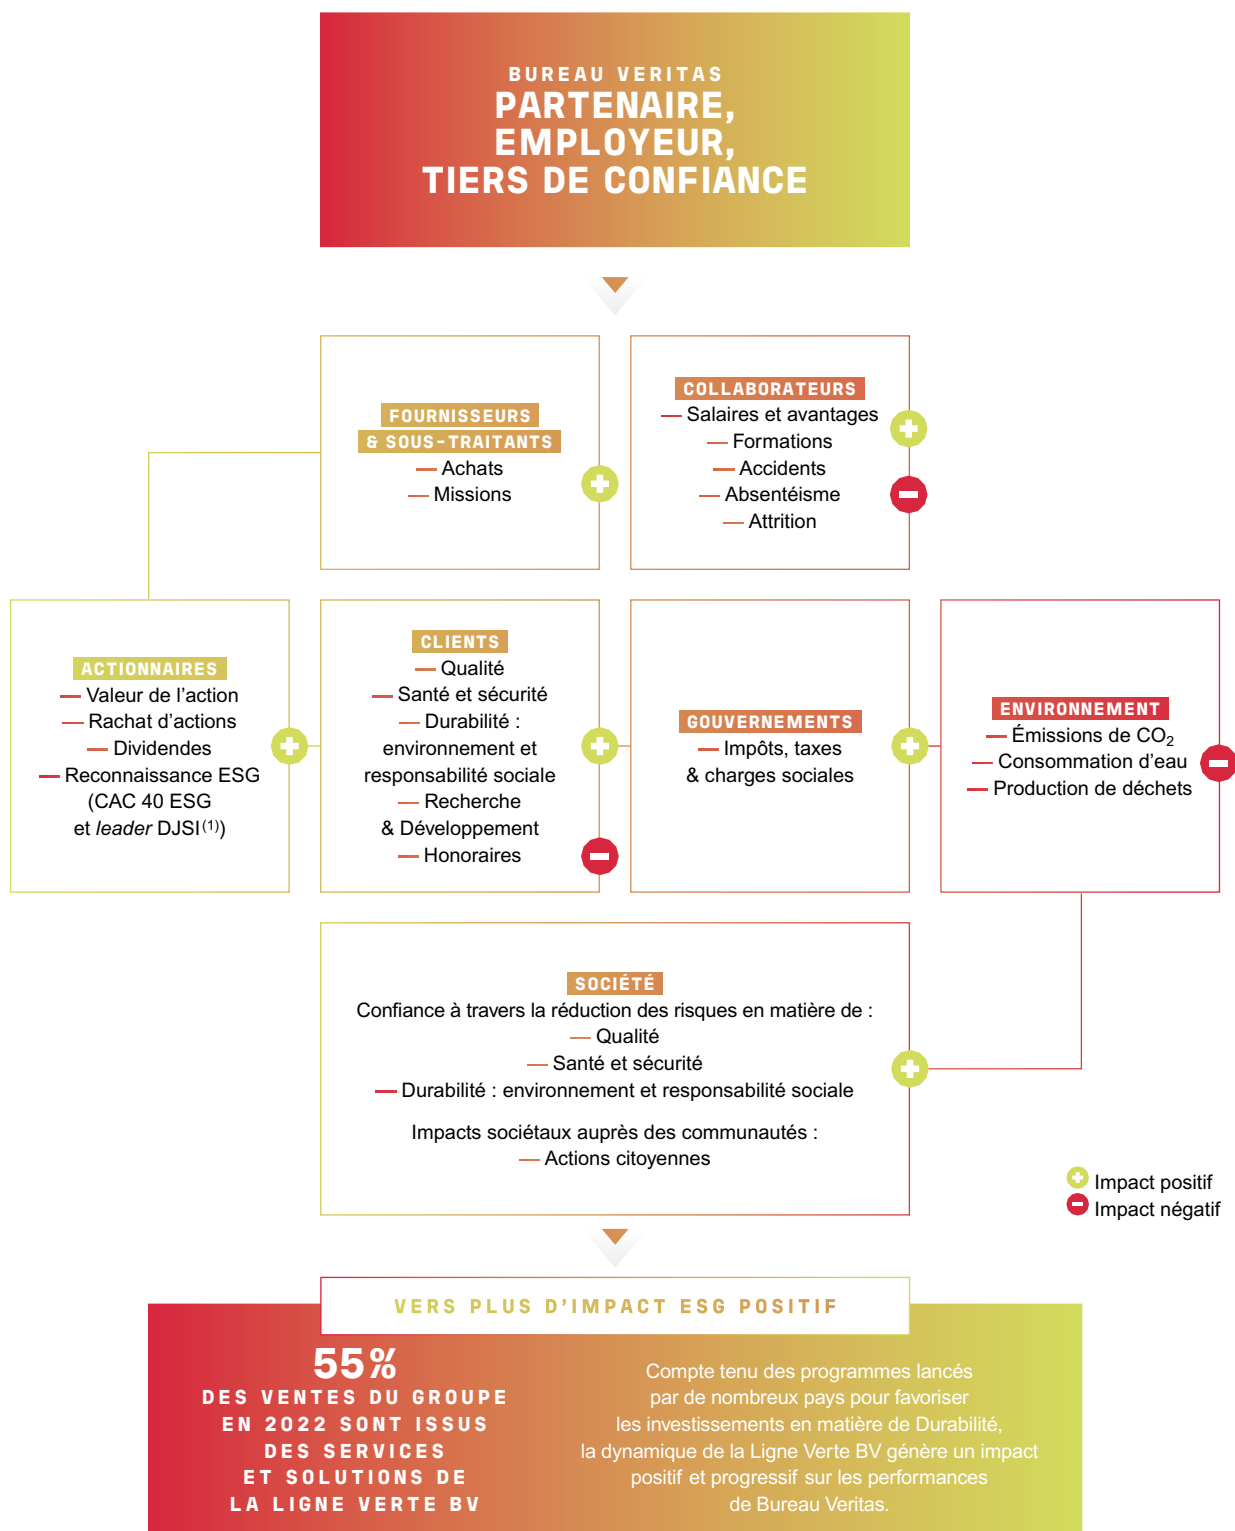 BUREAU VERITAS
PARTENAIRE,
EMPLOYEUR,
TIERS DE CONFIANCE
FOURNISSEURS
& SOUS-TRAITANTS
— Achats
— Missions
COLLABORATEURS
— Salaires et avantages
— Formations
— Accidents
— Absentéisme
— Attrition
ACTIONNAIRES
— Valeur de l’action
— Rachat d’actions
— Dividendes
— Reconnaissance ESG
(CAC 40 ESG
et leader DJSI(1))
CLIENTS
— Qualité
— Santé et sécurité
— Durabilité :
environnement et
responsabilité sociale
— Recherche
& Développement
— Honoraires
GOUVERNEMENTS
— Impôts, taxes
& charges sociales
ENVIRONNEMENT
— Émissions de CO2
— Consommation d’eau
— Production de déchets
SOCIÉTÉ
Confiance à travers la réduction des risques en matière de :
— Qualité
— Santé et sécurité
— Durabilité : environnement et responsabilité sociale
Impacts sociétaux auprès des communautés :
— Actions citoyennes
Impact positif
Impact négatif
VERS PLUS D’IMPACT ESG POSITIF
55%
DES VENTES DU GROUPE
EN 2022 SONT ISSUS
DES SERVICES
ET SOLUTIONS DE
LA LIGNE VERTE BV
Compte tenu des programmes lancés
par de nombreux pays pour favoriser
les investissements en matière de Durabilité,
la dynamique de la Ligne Verte BV génère un impact
positif et progressif sur les performances
de Bureau Veritas.